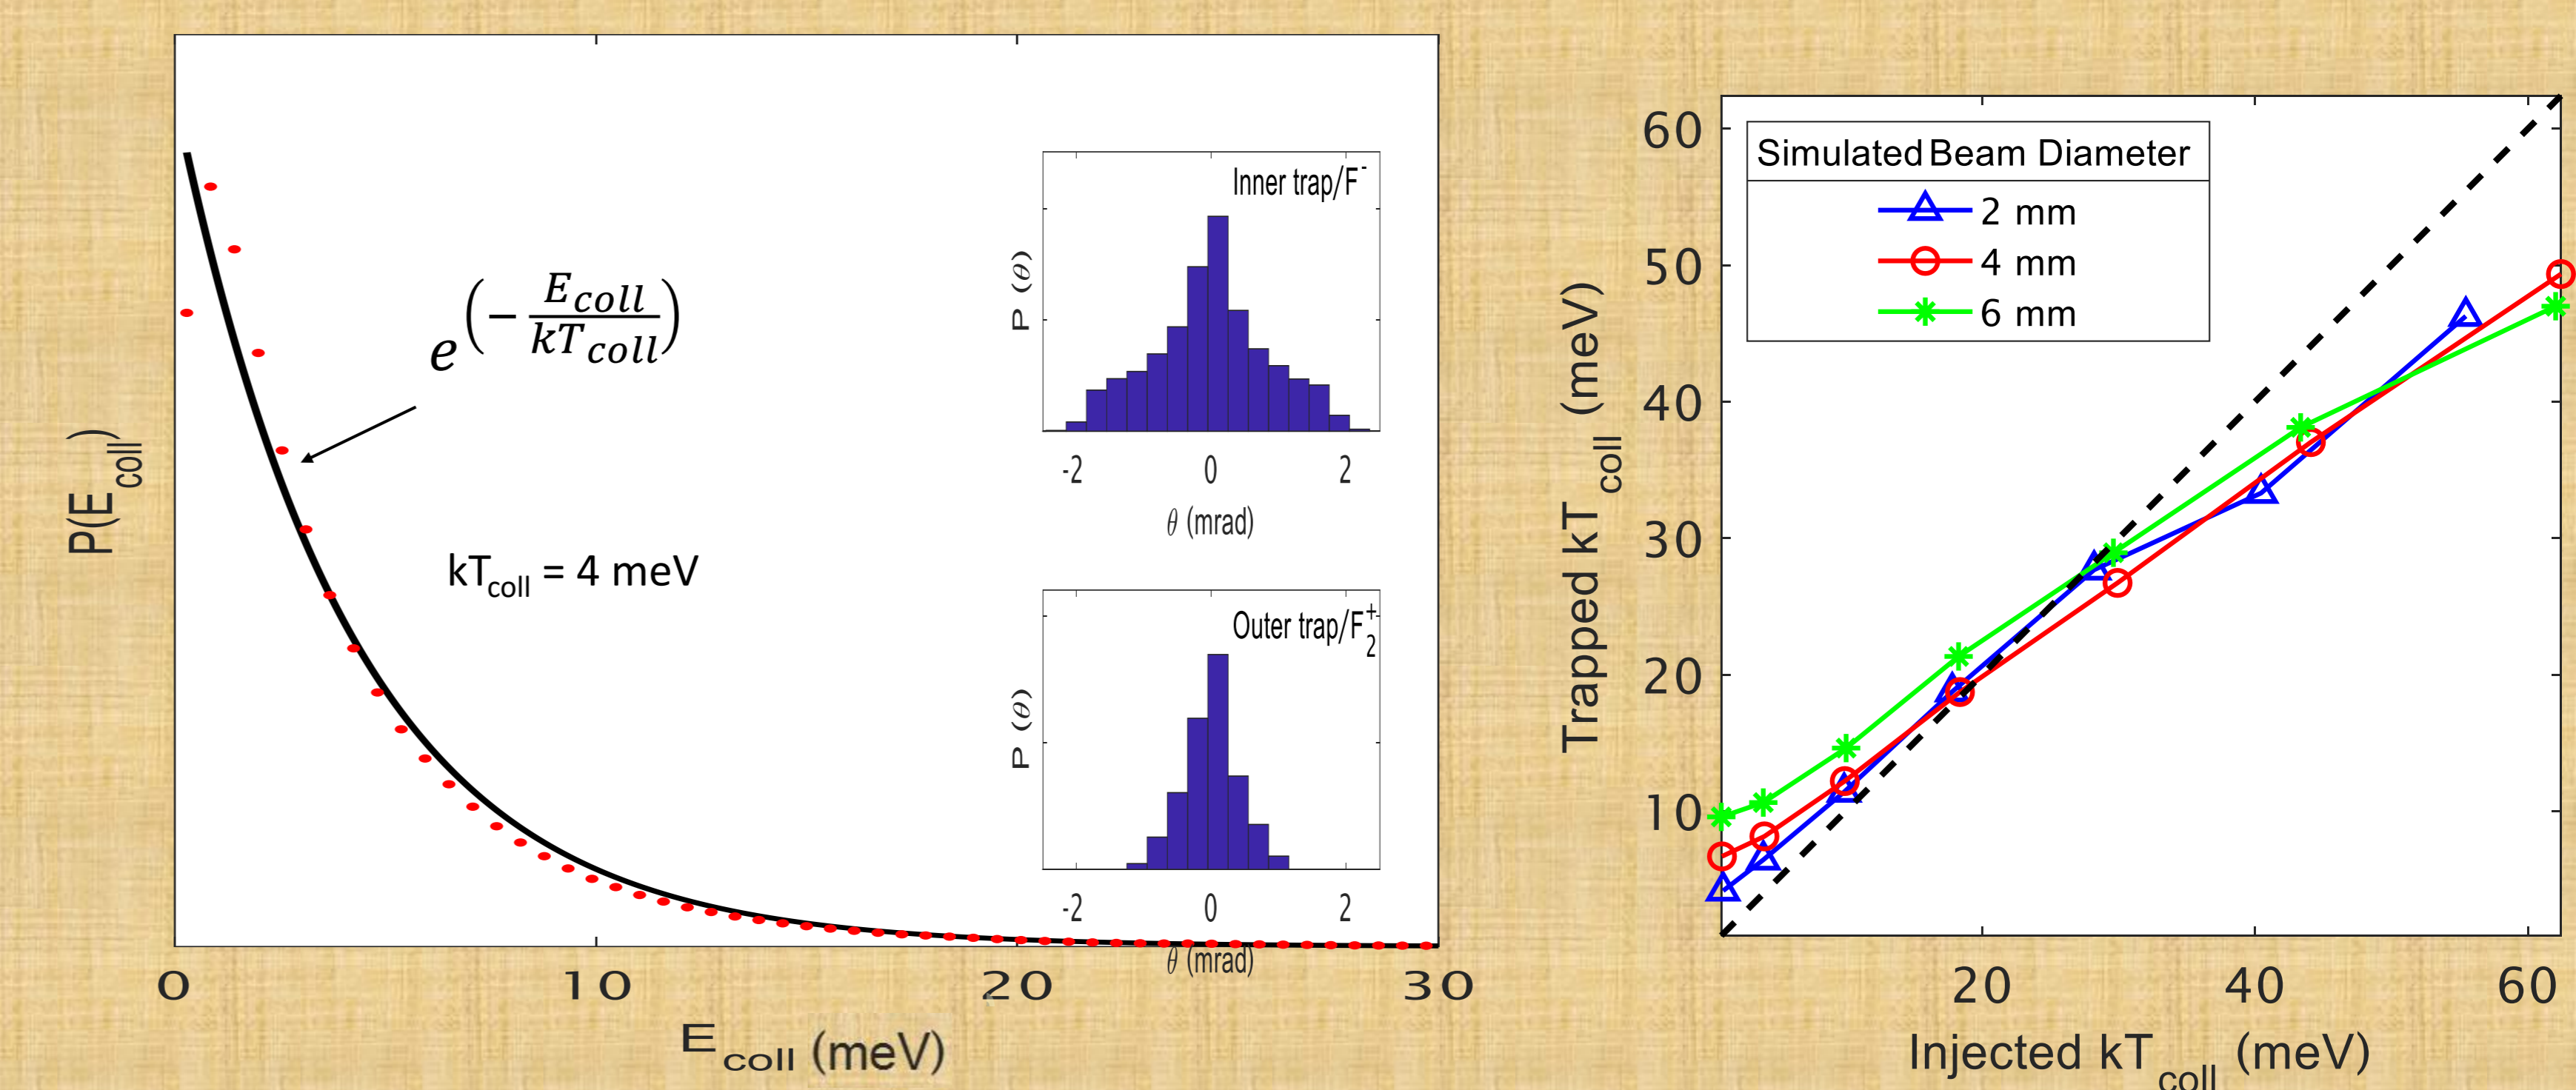 P(E_coll)
e^(−E_coll/kT_coll)
kT_coll = 4 meV
Inner trap/F⁻
P (θ)
-2 0 2
θ (mrad)
Outer trap/F₂⁺
P (θ)
-2 0 2
θ (mrad)
0 10 20 30
E_coll (meV)
Trapped kT_coll (meV)
60
50
40
30
20
10
Simulated Beam Diameter
2 mm
4 mm
6 mm
20 40 60
Injected kT_coll (meV)